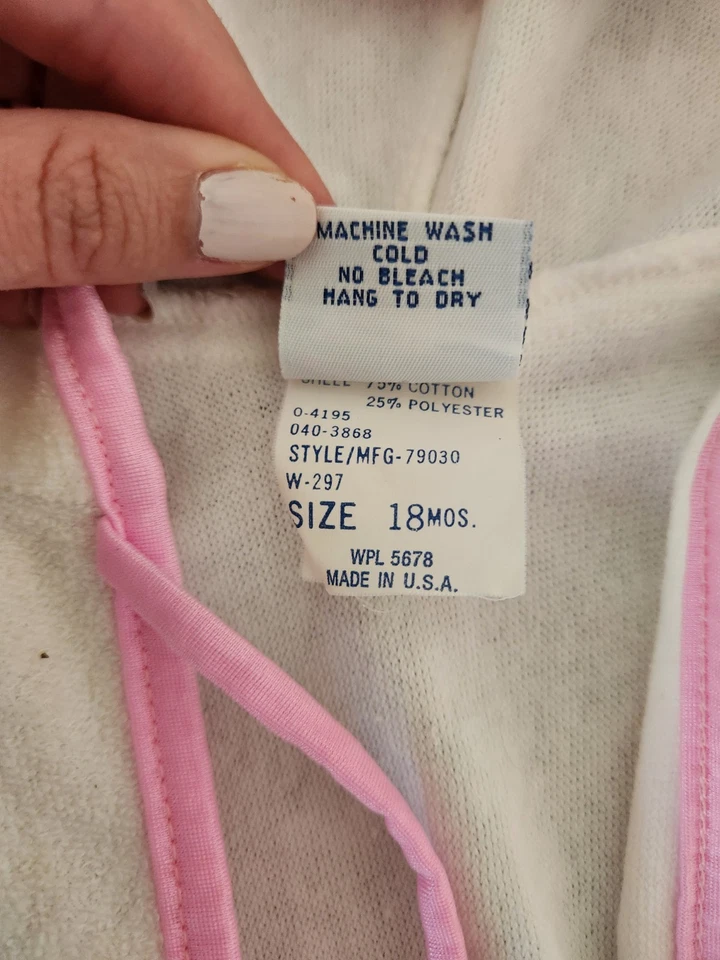 MACHINE WASH
COLD
NO BLEACH
HANG TO DRY
SHELL 75% COTTON
25% POLYESTER
O-4195
040-3868
STYLE/MFG-79030
W-297
SIZE 18MOS.
WPL 5678
MADE IN U.S.A.